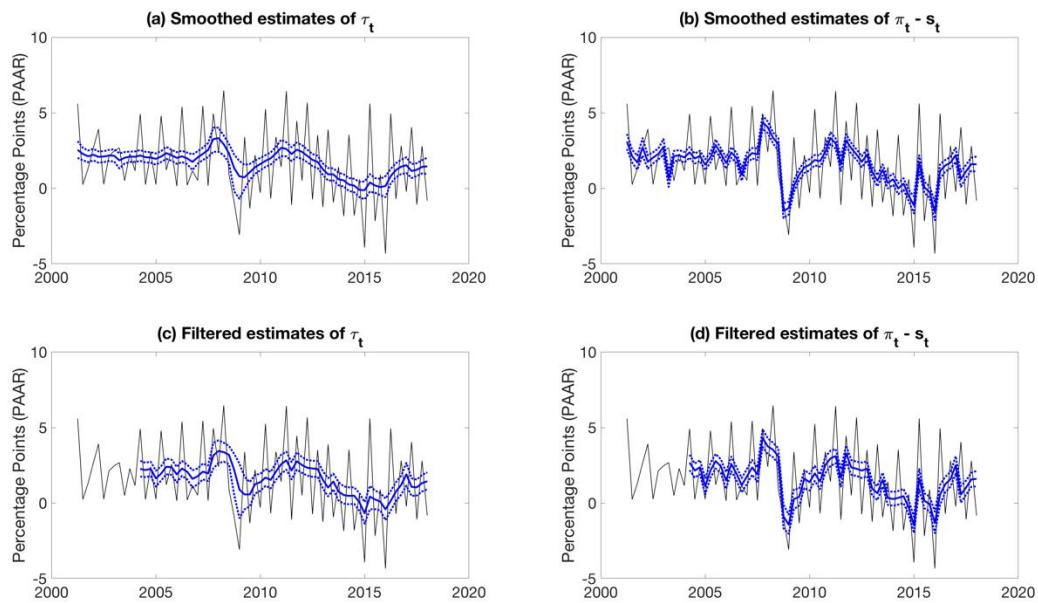 (a) Smoothed estimates of τt
Percentage Points (PAAR)
10
5
0
-5
2000 2005 2010 2015 2020
(b) Smoothed estimates of πt - st
Percentage Points (PAAR)
10
5
0
-5
2000 2005 2010 2015 2020
(c) Filtered estimates of τt
Percentage Points (PAAR)
10
5
0
-5
2000 2005 2010 2015 2020
(d) Filtered estimates of πt - st
Percentage Points (PAAR)
10
5
0
-5
2000 2005 2010 2015 2020